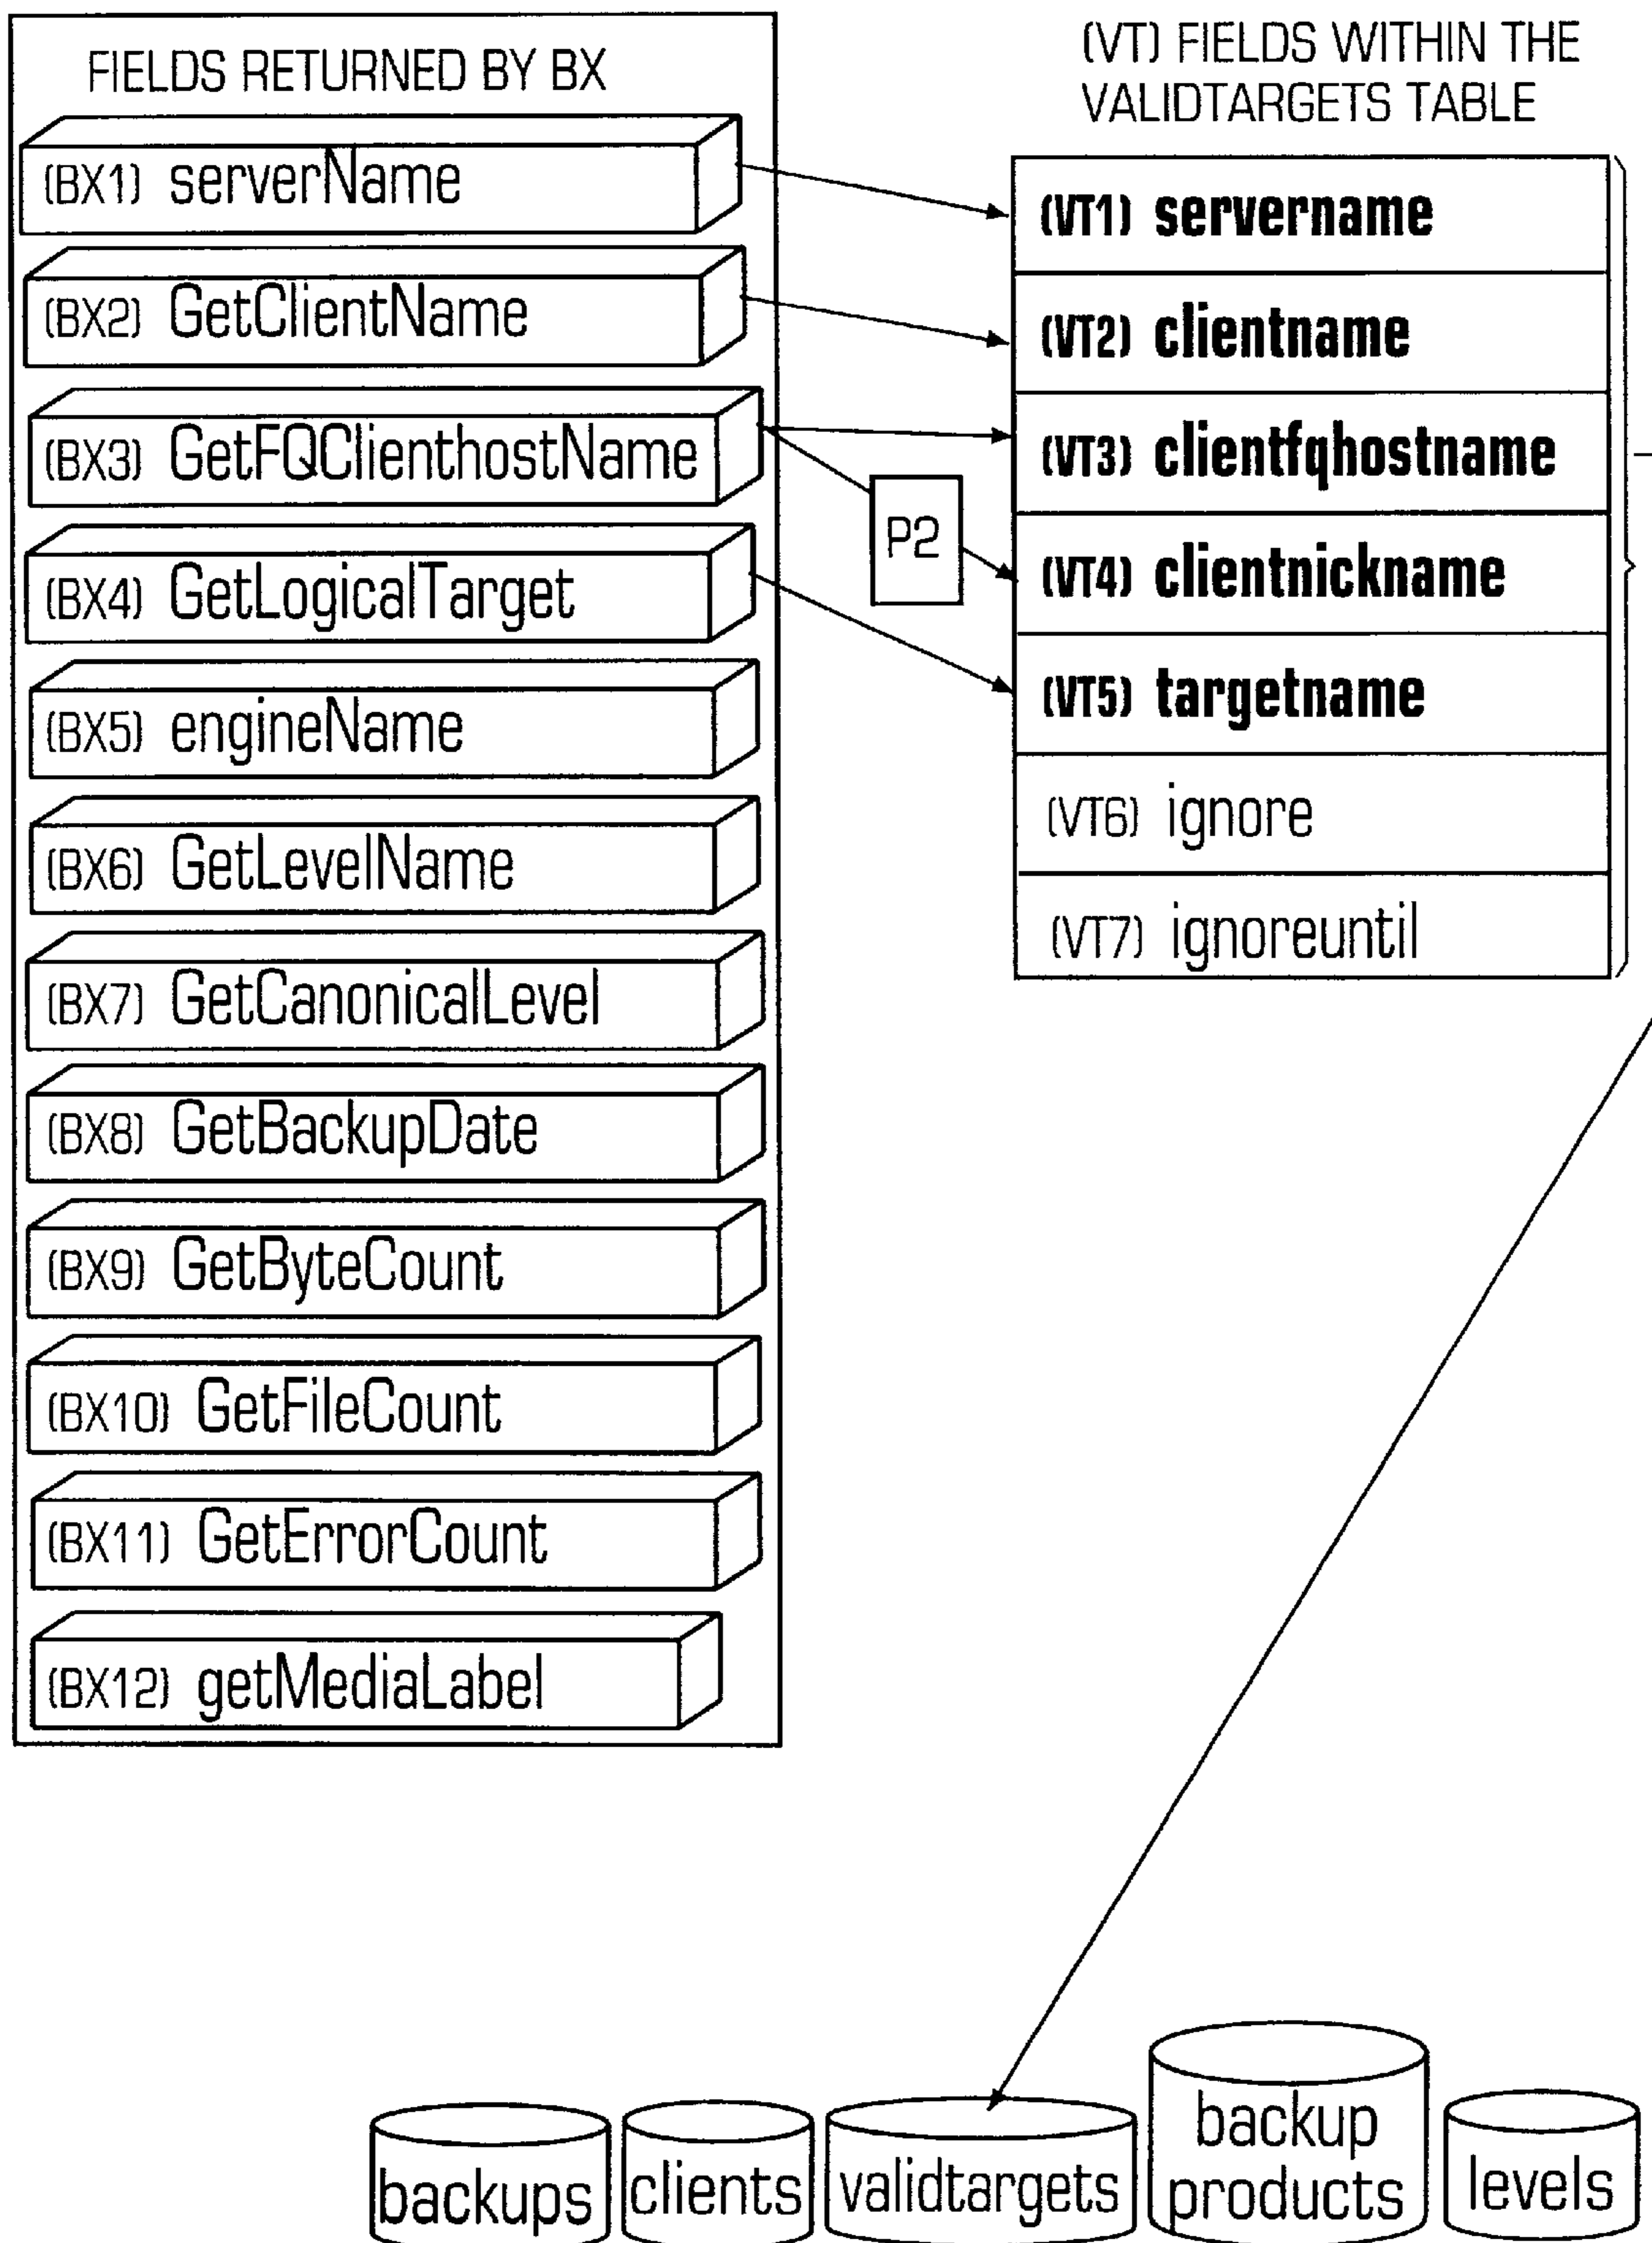 FIELDS RETURNED BY BX
(BX1) serverName
(BX2) GetClientName
(BX3) GetFQClienthostName
(BX4) GetLogicalTarget
(BX5) engineName
(BX6) GetLevelName
(BX7) GetCanonicalLevel
(BX8) GetBackupDate
(BX9) GetByteCount
(BX10) GetFileCount
(BX11) GetErrorCount
(BX12) getMediaLabel
P2
(VT) FIELDS WITHIN THE
VALIDTARGETS TABLE
(VT1) servername
(VT2) clientname
(VT3) clientfqhostname
(VT4) clientnickname
(VT5) targetname
(VT6) ignore
(VT7) ignoreuntil
backups
clients
validtargets
backup
products
levels